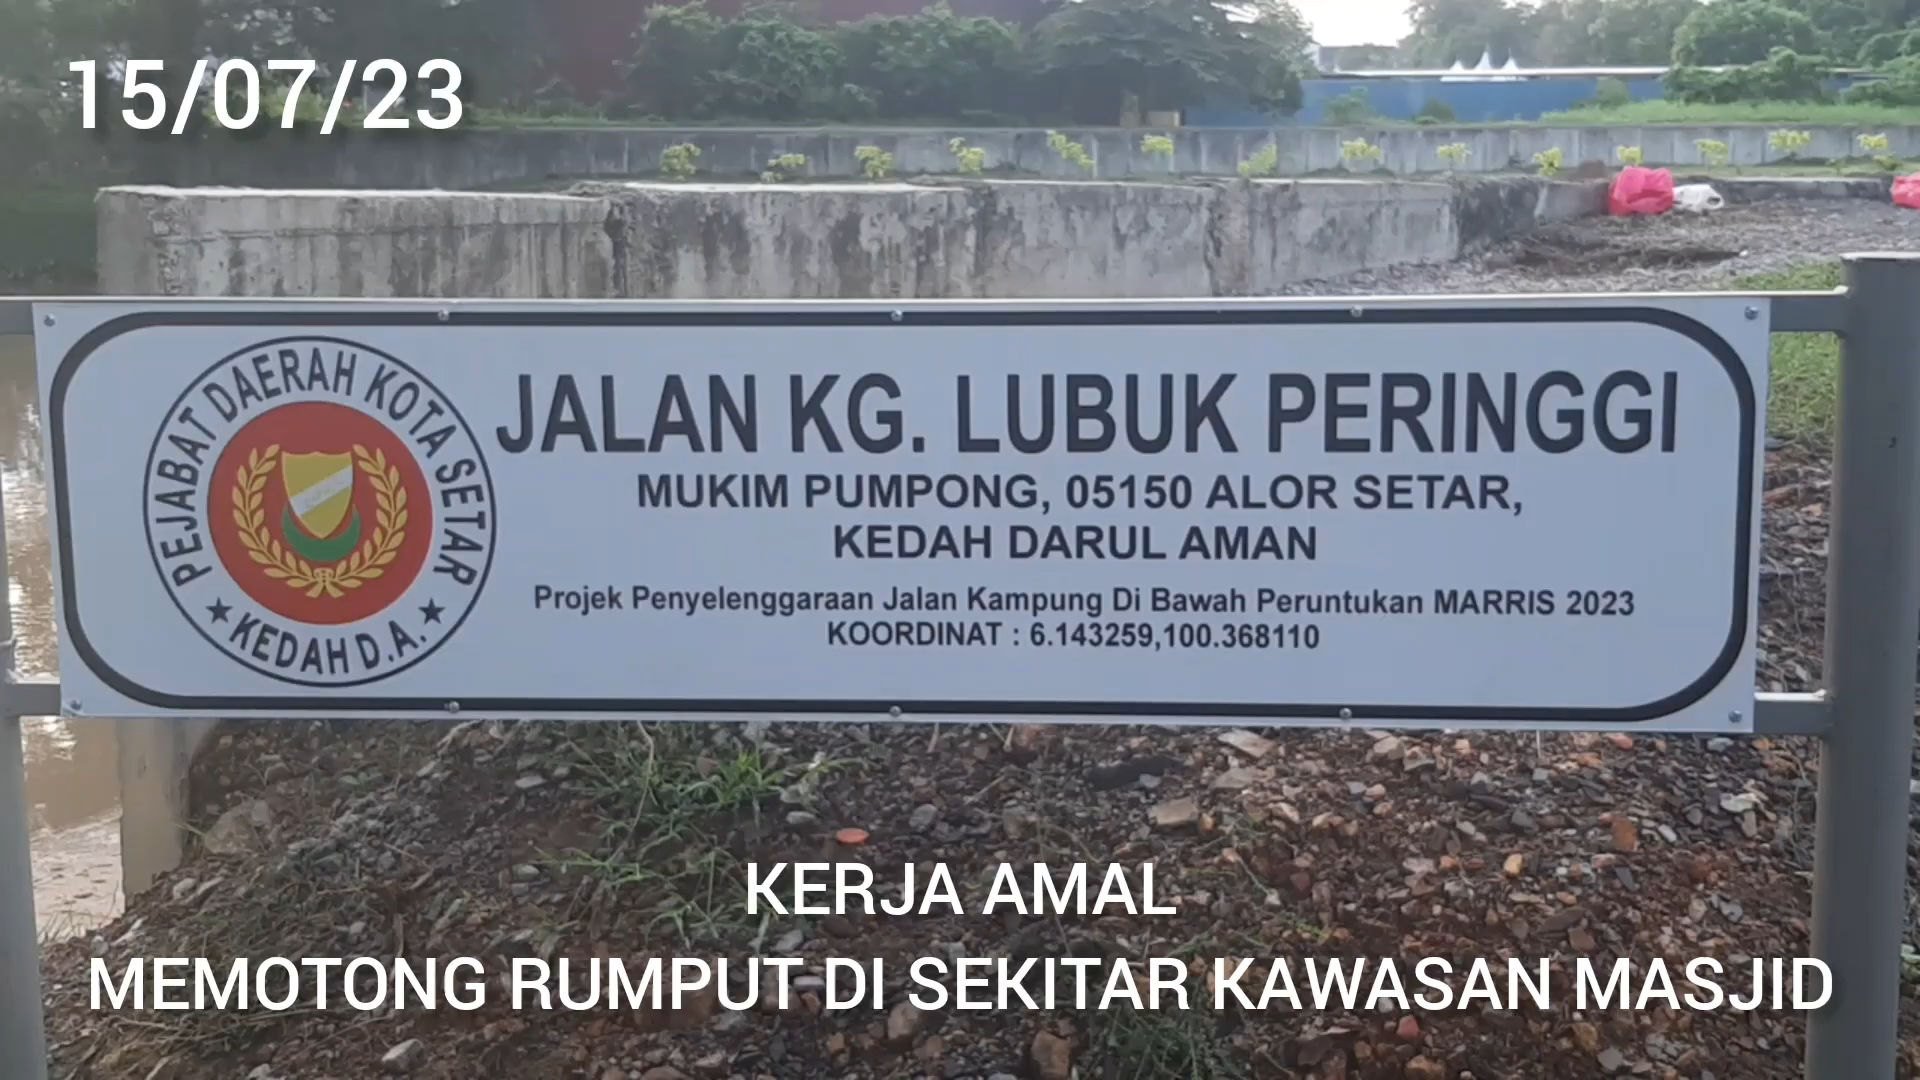 15/07/23
PEJABAT DAERAH KOTA SETAR
★ KEDAH D.A. ★
JALAN KG. LUBUK PERINGGI
MUKIM PUMPONG, 05150 ALOR SETAR,
KEDAH DARUL AMAN
Projek Penyelenggaraan Jalan Kampung Di Bawah Peruntukan MARRIS 2023
KOORDINAT : 6.143259,100.368110
KERJA AMAL
MEMOTONG RUMPUT DI SEKITAR KAWASAN MASJID